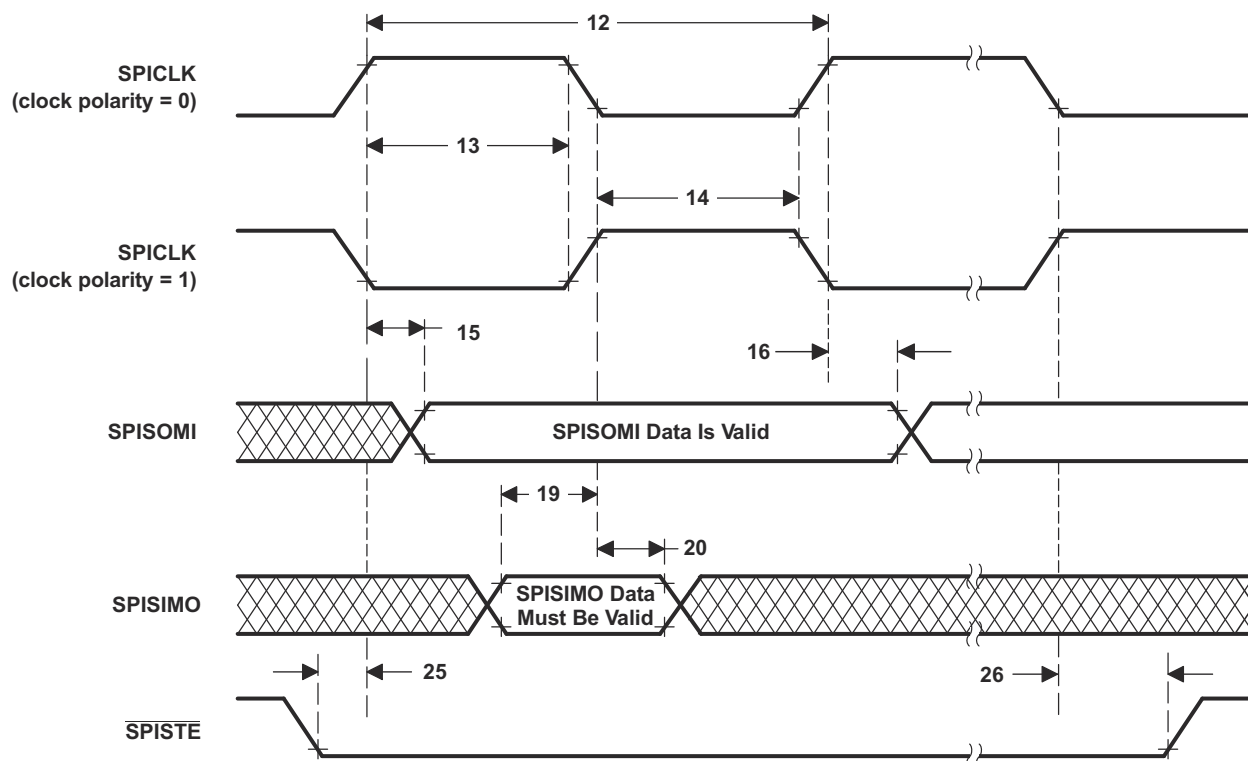 12
SPICLK
(clock polarity = 0)
13
14
SPICLK
(clock polarity = 1)
15
16
SPISOMI
SPISOMI Data Is Valid
19
20
SPISIMO
SPISIMO Data
Must Be Valid
25
26
SPISTE